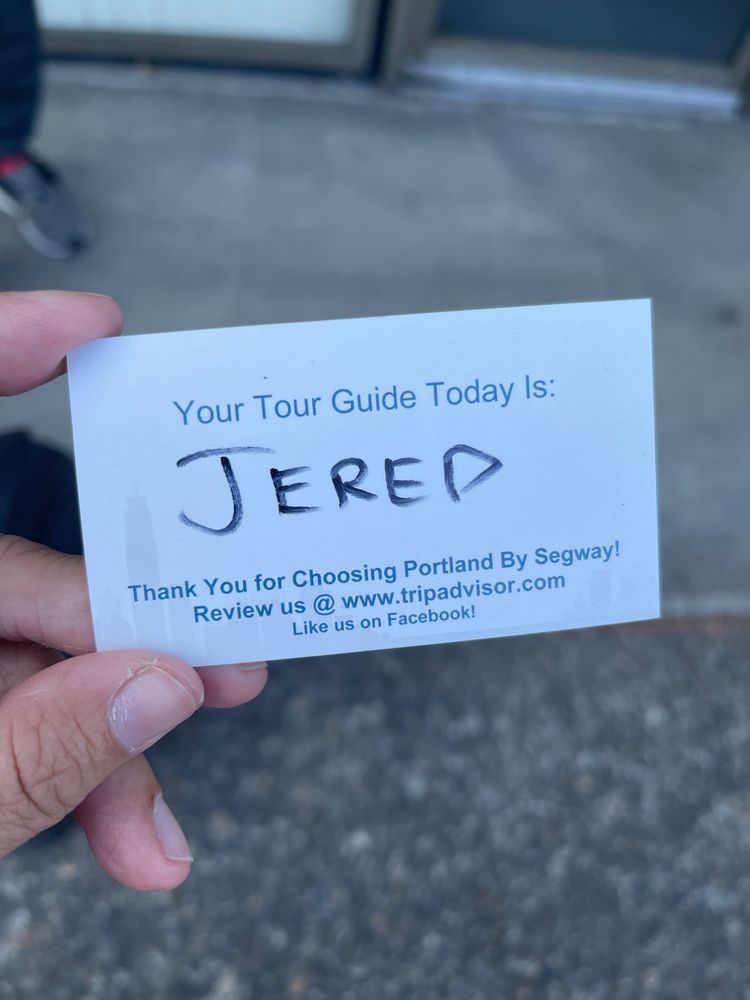 Your Tour Guide Today Is:
JERED
Thank You for Choosing Portland By Segway!
Review us @ www.tripadvisor.com
Like us on Facebook!